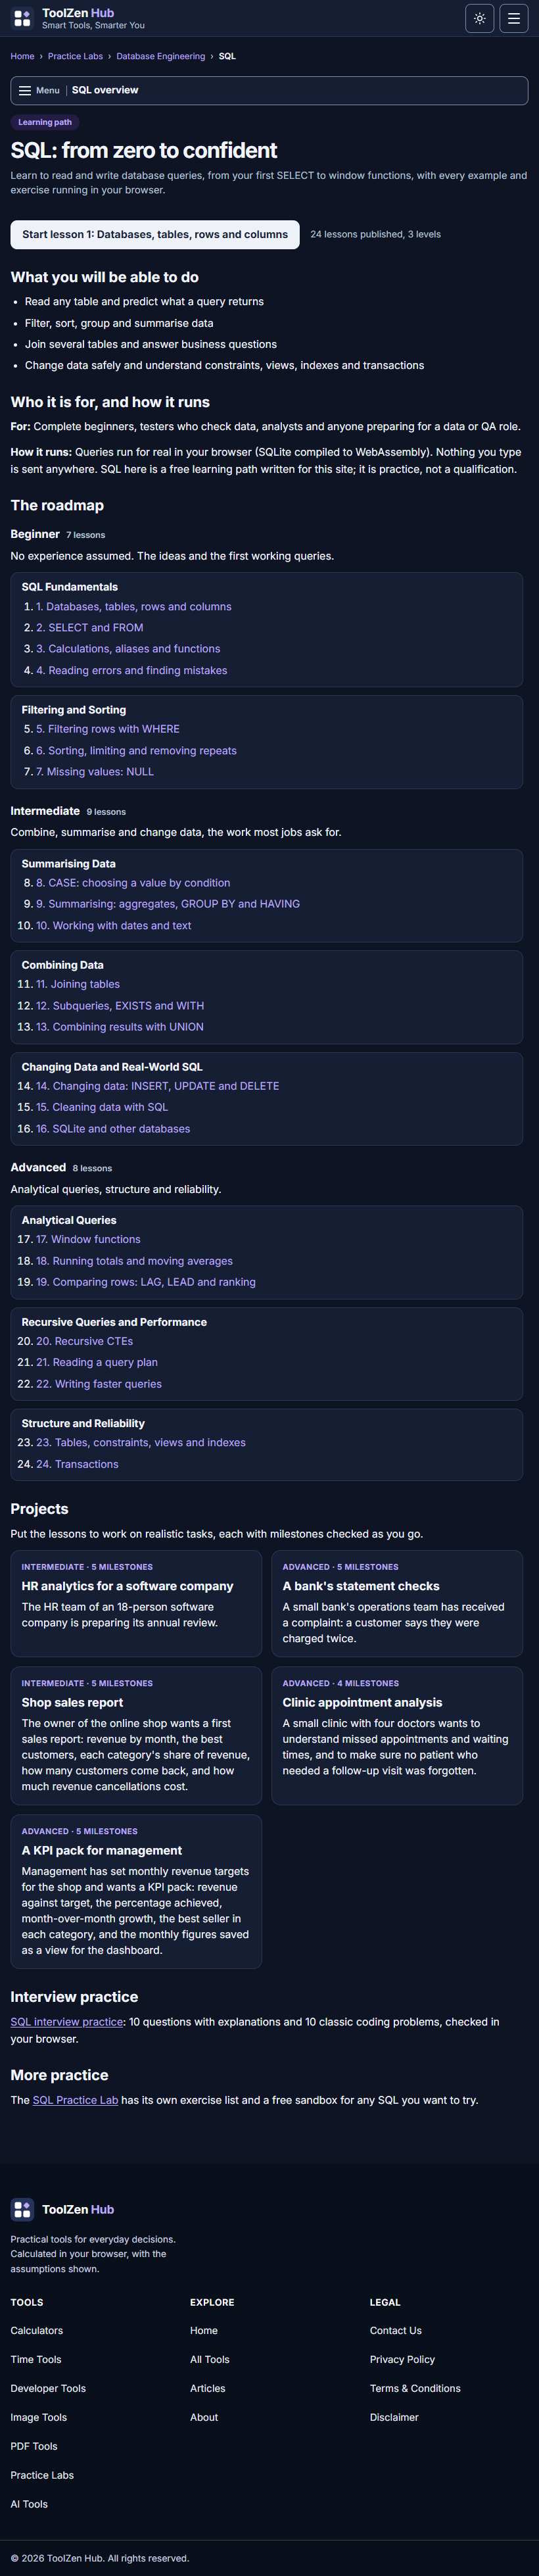 ToolZen Hub
Smart Tools, Smarter You
Home › Practice Labs › Database Engineering › SQL
Menu | SQL overview
Learning path
SQL: from zero to confident
Learn to read and write database queries, from your first SELECT to window functions, with every example and
exercise running in your browser.
Start lesson 1: Databases, tables, rows and columns
24 lessons published, 3 levels
What you will be able to do
• Read any table and predict what a query returns
• Filter, sort, group and summarise data
• Join several tables and answer business questions
• Change data safely and understand constraints, views, indexes and transactions
Who it is for, and how it runs
For: Complete beginners, testers who check data, analysts and anyone preparing for a data or QA role.
How it runs: Queries run for real in your browser (SQLite compiled to WebAssembly). Nothing you type
is sent anywhere. SQL here is a free learning path written for this site; it is practice, not a qualification.
The roadmap
Beginner 7 lessons
No experience assumed. The ideas and the first working queries.
SQL Fundamentals
1. 1. Databases, tables, rows and columns
2. 2. SELECT and FROM
3. 3. Calculations, aliases and functions
4. 4. Reading errors and finding mistakes
Filtering and Sorting
5. 5. Filtering rows with WHERE
6. 6. Sorting, limiting and removing repeats
7. 7. Missing values: NULL
Intermediate 9 lessons
Combine, summarise and change data, the work most jobs ask for.
Summarising Data
8. 8. CASE: choosing a value by condition
9. 9. Summarising: aggregates, GROUP BY and HAVING
10. 10. Working with dates and text
Combining Data
11. 11. Joining tables
12. 12. Subqueries, EXISTS and WITH
13. 13. Combining results with UNION
Changing Data and Real-World SQL
14. 14. Changing data: INSERT, UPDATE and DELETE
15. 15. Cleaning data with SQL
16. 16. SQLite and other databases
Advanced 8 lessons
Analytical queries, structure and reliability.
Analytical Queries
17. 17. Window functions
18. 18. Running totals and moving averages
19. 19. Comparing rows: LAG, LEAD and ranking
Recursive Queries and Performance
20. 20. Recursive CTEs
21. 21. Reading a query plan
22. 22. Writing faster queries
Structure and Reliability
23. 23. Tables, constraints, views and indexes
24. 24. Transactions
Projects
Put the lessons to work on realistic tasks, each with milestones checked as you go.
INTERMEDIATE · 5 MILESTONES
HR analytics for a software company
The HR team of an 18-person software
company is preparing its annual review.
ADVANCED · 5 MILESTONES
A bank's statement checks
A small bank's operations team has received
a complaint: a customer says they were
charged twice.
INTERMEDIATE · 5 MILESTONES
Shop sales report
The owner of the online shop wants a first
sales report: revenue by month, the best
customers, each category's share of revenue,
how many customers come back, and how
much revenue cancellations cost.
ADVANCED · 4 MILESTONES
Clinic appointment analysis
A small clinic with four doctors wants to
understand missed appointments and waiting
times, and to make sure no patient who
needed a follow-up visit was forgotten.
ADVANCED · 5 MILESTONES
A KPI pack for management
Management has set monthly revenue targets
for the shop and wants a KPI pack: revenue
against target, the percentage achieved,
month-over-month growth, the best seller in
each category, and the monthly figures saved
as a view for the dashboard.
Interview practice
SQL interview practice: 10 questions with explanations and 10 classic coding problems, checked in
your browser.
More practice
The SQL Practice Lab has its own exercise list and a free sandbox for any SQL you want to try.
ToolZen Hub
Practical tools for everyday decisions.
Calculated in your browser, with the
assumptions shown.
TOOLS
Calculators
Time Tools
Developer Tools
Image Tools
PDF Tools
Practice Labs
AI Tools
EXPLORE
Home
All Tools
Articles
About
LEGAL
Contact Us
Privacy Policy
Terms & Conditions
Disclaimer
© 2026 ToolZen Hub. All rights reserved.